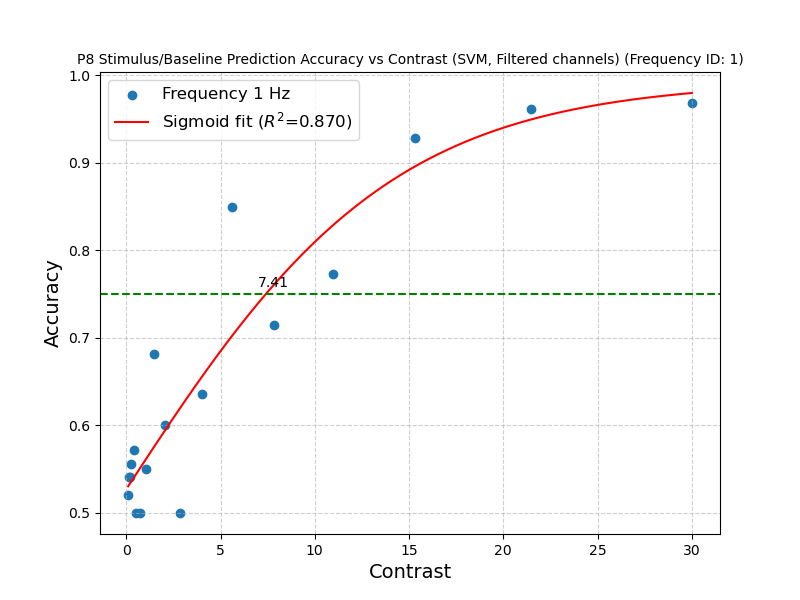 P8 Stimulus/Baseline Prediction Accuracy vs Contrast (SVM, Filtered channels) (Frequency ID: 1)
Frequency 1 Hz
Sigmoid fit (R²=0.870)
1.0
0.9
0.8
0.7
0.6
0.5
Accuracy
7.41
0 5 10 15 20 25 30
Contrast